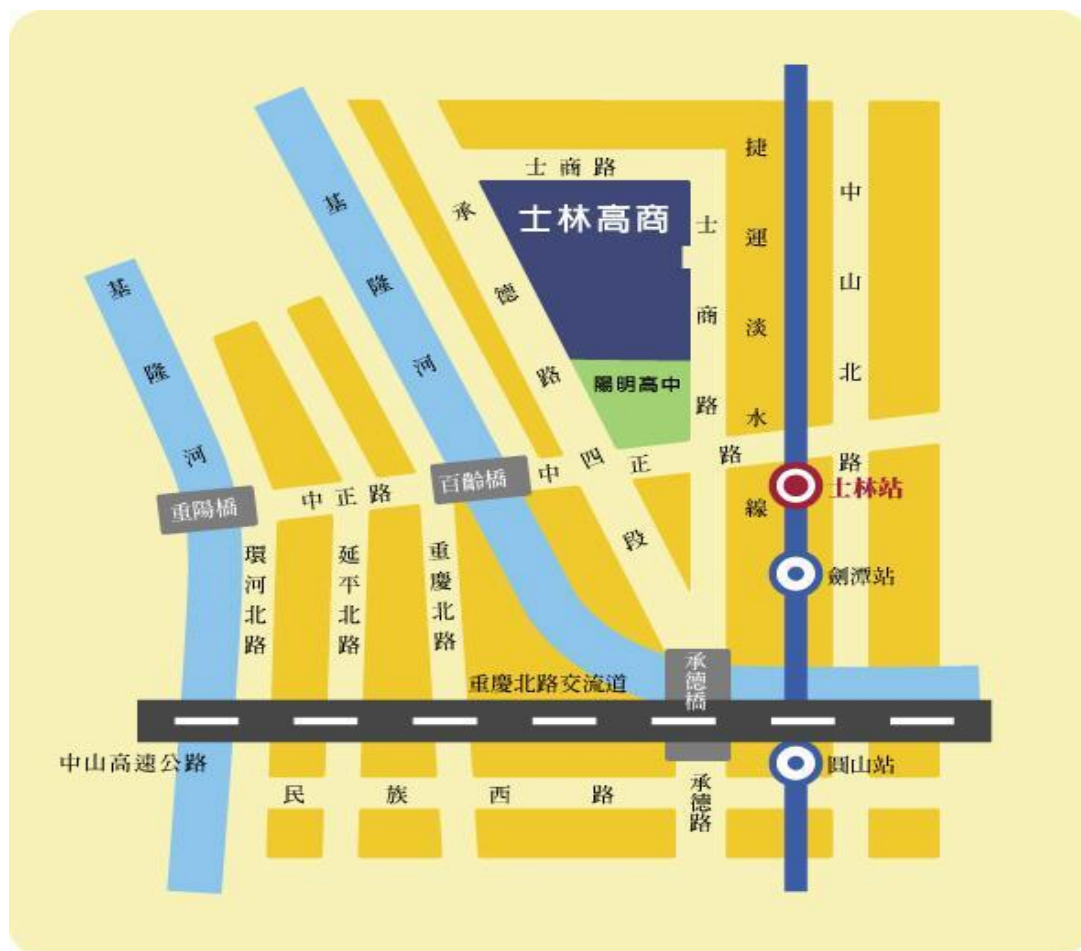 士商路
士林高商
陽明高中
士商路
捷運淡水線
中山北路
承德路四段
基隆河
基隆河
中正路
中正路
重陽橋
百齡橋
士林站
劍潭站
環河北路
延平北路
重慶北路
承德橋
重慶北路交流道
中山高速公路
圓山站
民族西路
承德路